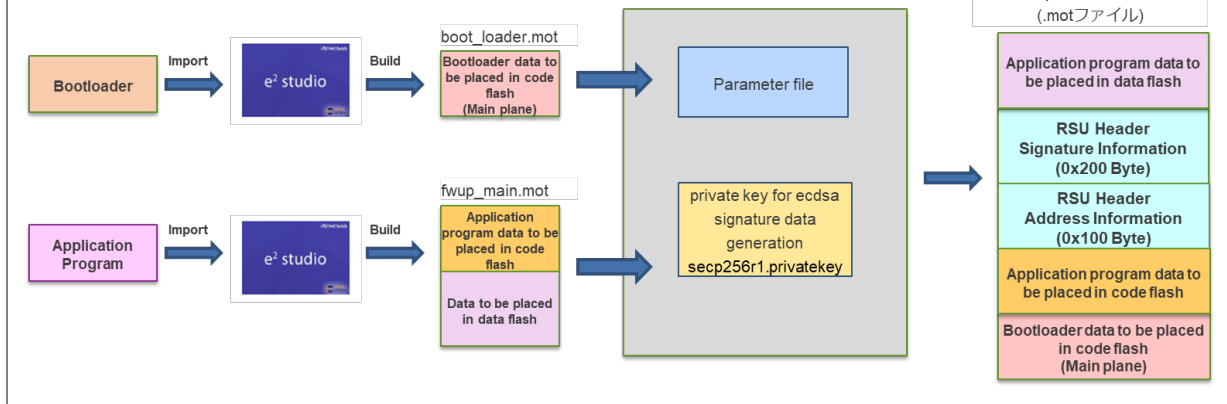 (.motファイル)
boot_loader.mot
Bootloader
Import
RENESAS
e² studio
Build
Bootloader data to
be placed in code
flash
(Main plane)
Parameter file
Application program data to
be placed in data flash
RSU Header
Signature Information
(0x200 Byte)
RSU Header
Address Information
(0x100 Byte)
Application program data to
be placed in code flash
Bootloader data to be placed
in code flash
(Main plane)
fwup_main.mot
Application
Program
Import
RENESAS
e² studio
Build
Application
program data to be
placed in code
flash
Data to be placed
in data flash
private key for ecdsa
signature data
generation
secp256r1.privatekey